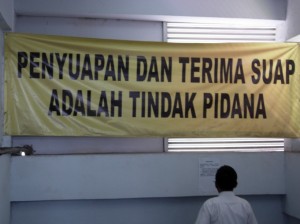 PENYUAPAN DAN TERIMA SUAP
ADALAH TINDAK PIDANA